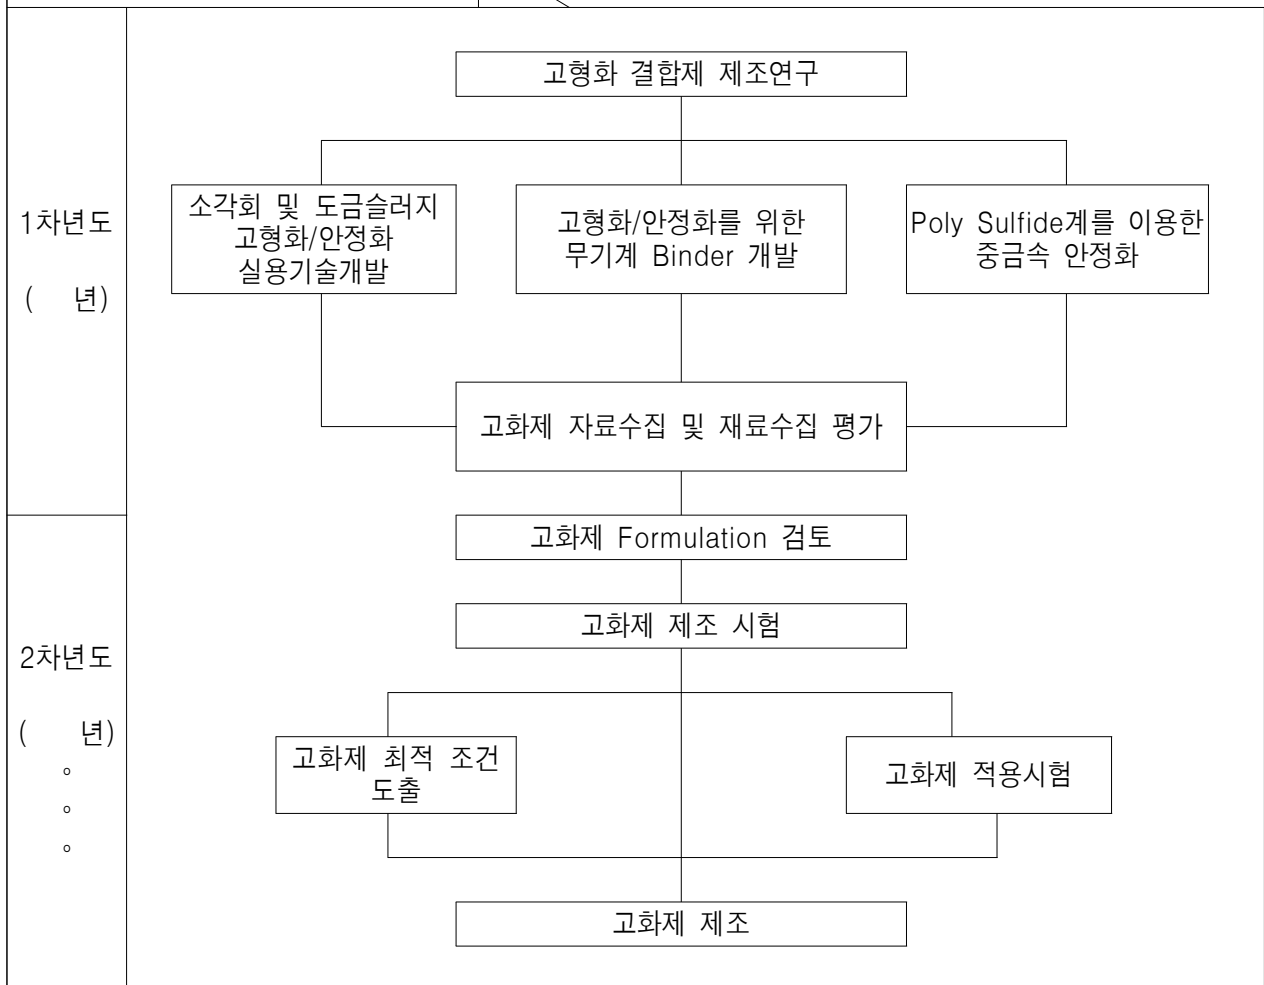 고형화 결합제 제조연구
1차년도
( 년)
소각회 및 도금슬러지
고형화/안정화
실용기술개발
고형화/안정화를 위한
무기계 Binder 개발
Poly Sulfide계를 이용한
중금속 안정화
고화제 자료수집 및 재료수집 평가
고화제 Formulation 검토
고화제 제조 시험
2차년도
( 년)
고화제 최적 조건
도출
고화제 적용시험
고화제 제조